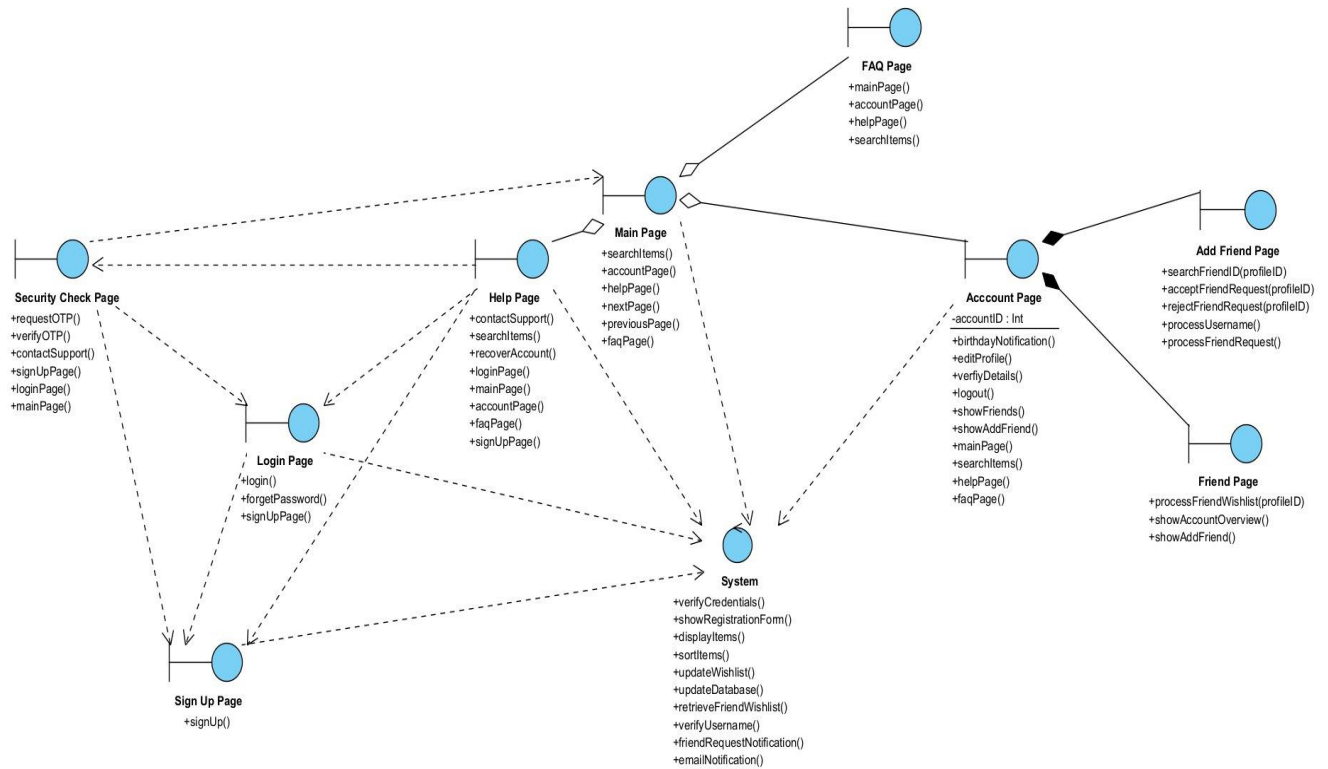 FAQ Page
+mainPage()
+accountPage()
+helpPage()
+searchItems()
Main Page
+searchItems()
+accountPage()
+helpPage()
+nextPage()
+previousPage()
+faqPage()
Add Friend Page
+searchFriendID(profileID)
+acceptFriendRequest(profileID)
+rejectFriendRequest(profileID)
+processUsername()
+processFriendRequest()
Security Check Page
+requestOTP()
+verifyOTP()
+contactSupport()
+signUpPage()
+loginPage()
+mainPage()
Help Page
+contactSupport()
+searchItems()
+recoverAccount()
+loginPage()
+mainPage()
+accountPage()
+faqPage()
+signUpPage()
Acccount Page
-accountID : Int
+birthdayNotification()
+editProfile()
+verfiyDetails()
+logout()
+showFriends()
+showAddFriend()
+mainPage()
+searchItems()
+helpPage()
+faqPage()
Login Page
+login()
+forgetPassword()
+signUpPage()
Friend Page
+processFriendWishlist(profileID)
+showAccountOverview()
+showAddFriend()
System
+verifyCredentials()
+showRegistrationForm()
+displayItems()
+sortItems()
+updateWishlist()
+updateDatabase()
+retrieveFriendWishlist()
+verifyUsername()
+friendRequestNotification()
+emailNotification()
Sign Up Page
+signUp()